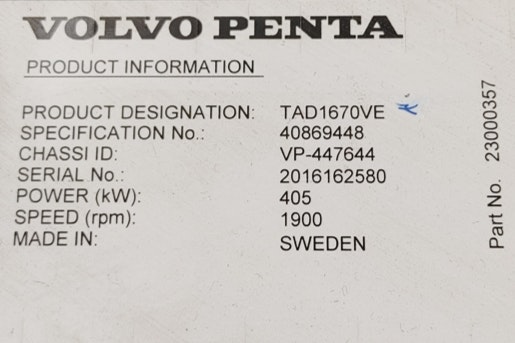 VOLVO PENTA
PRODUCT INFORMATION
PRODUCT DESIGNATION: TAD1670VE
SPECIFICATION No.: 40869448
CHASSI ID: VP-447644
SERIAL No.: 2016162580
POWER (kW): 405
SPEED (rpm): 1900
MADE IN: SWEDEN
Part No. 23000357